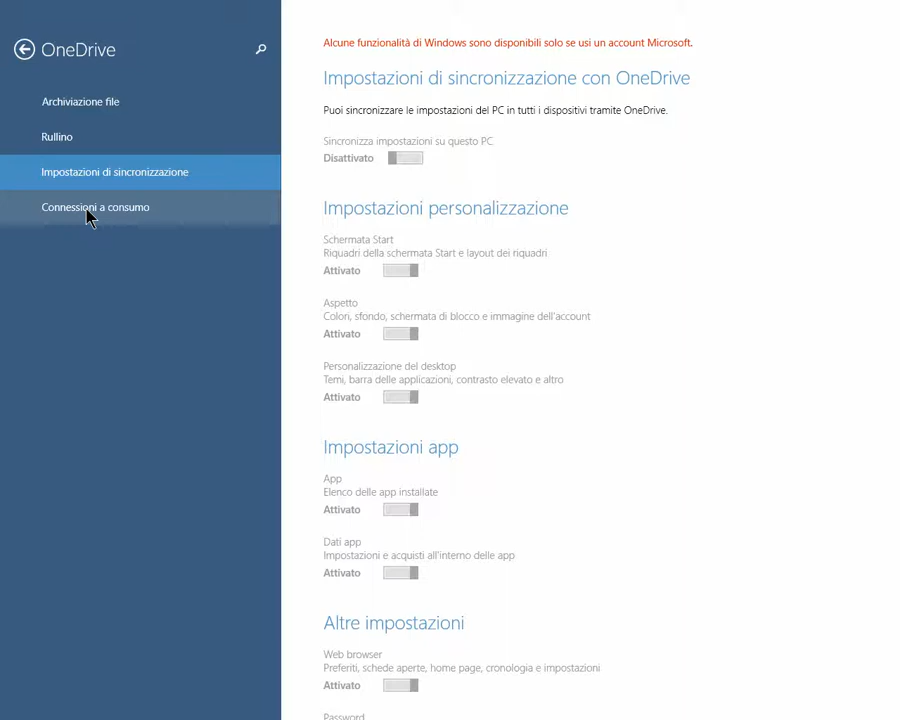 OneDrive
Archiviazione file
Rullino
Impostazioni di sincronizzazione
Connessioni a consumo
Alcune funzionalità di Windows sono disponibili solo se usi un account Microsoft.
Impostazioni di sincronizzazione con OneDrive
Puoi sincronizzare le impostazioni del PC in tutti i dispositivi tramite OneDrive.
Sincronizza impostazioni su questo PC
Disattivato
Impostazioni personalizzazione
Schermata Start
Riquadri della schermata Start e layout dei riquadri
Attivato
Aspetto
Colori, sfondo, schermata di blocco e immagine dell'account
Attivato
Personalizzazione del desktop
Temi, barra delle applicazioni, contrasto elevato e altro
Attivato
Impostazioni app
App
Elenco delle app installate
Attivato
Dati app
Impostazioni e acquisti all'interno delle app
Attivato
Altre impostazioni
Web browser
Preferiti, schede aperte, home page, cronologia e impostazioni
Attivato
Password